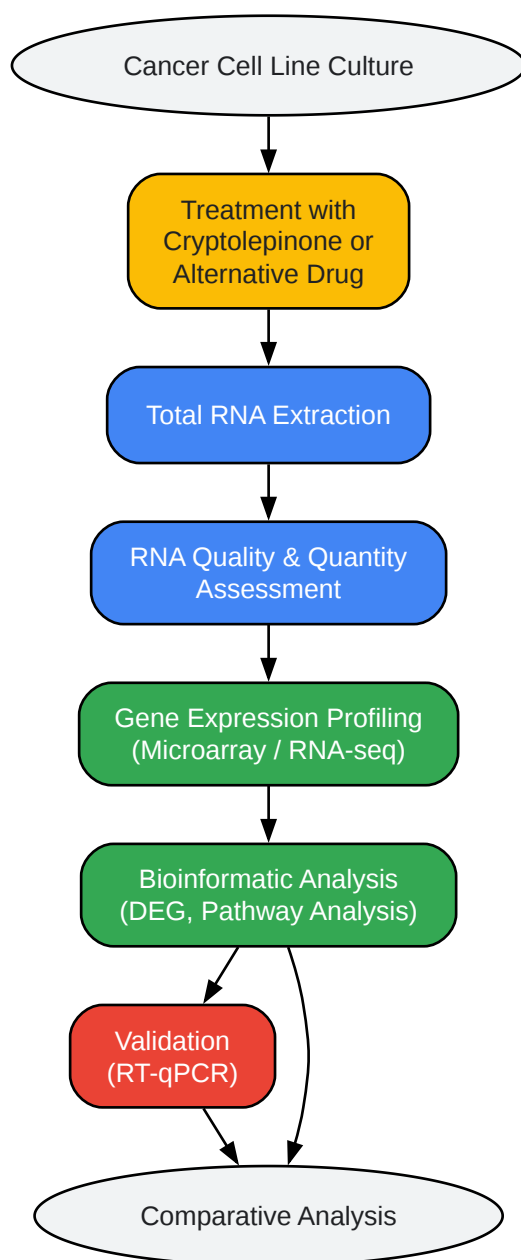 Cancer Cell Line Culture
Treatment with
Cryptolepinone or
Alternative Drug
Total RNA Extraction
RNA Quality & Quantity
Assessment
Gene Expression Profiling
(Microarray / RNA-seq)
Bioinformatic Analysis
(DEG, Pathway Analysis)
Validation
(RT-qPCR)
Comparative Analysis